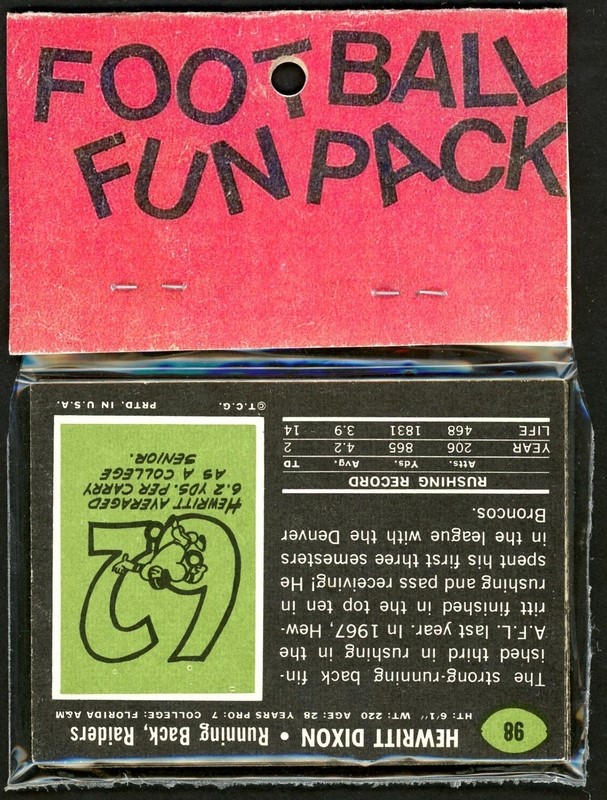 FOOTBALL
FUN PACK
86
HEWRITT DIXON • Running Back, Raiders
HT: 6'1" WT: 220 AGE: 28 YEARS PRO: 7 COLLEGE: FLORIDA A&M
The strong-running back fin-
ished third in rushing in the
A.F.L. last year. In 1967, Hew-
ritt finished in the top ten in
rushing and pass receiving! He
spent his first three semesters
in the league with the Denver
Broncos.
RUSHING RECORD
Atts. Yds. Avg. TD
YEAR 206 865 4.2 2
LIFE 468 1831 3.9 14
62
HEWRITT AVERAGED
6.2 YDS. PER CARRY
AS A COLLEGE
SENIOR.
©T.C.G. PRTD. IN U.S.A.